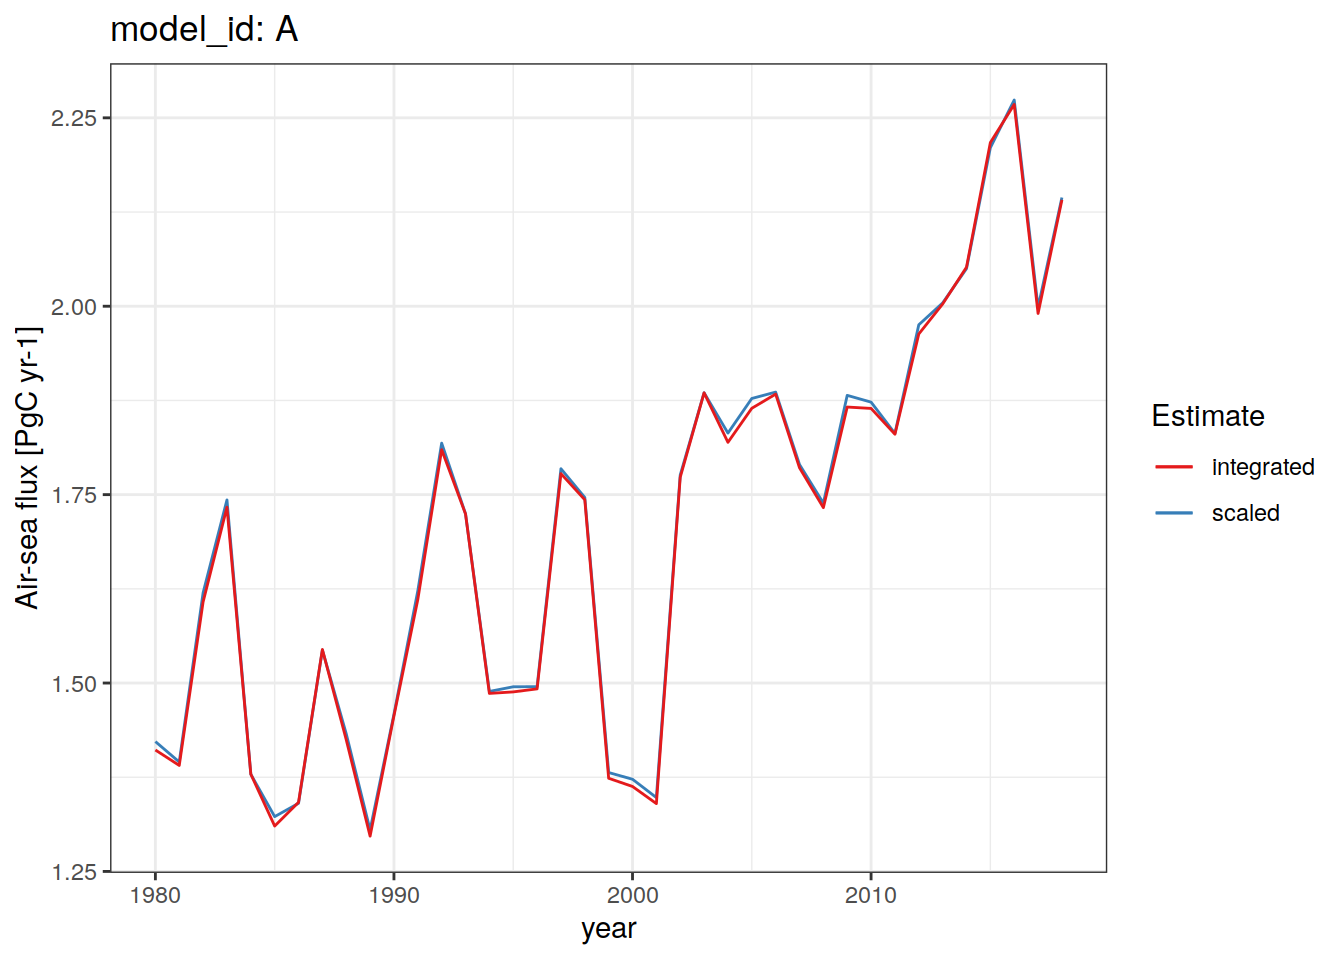 model_id: A
Air-sea flux [PgC yr-1]
2.25
2.00
1.75
1.50
1.25
1980 1990 2000 2010
year
Estimate
integrated
scaled